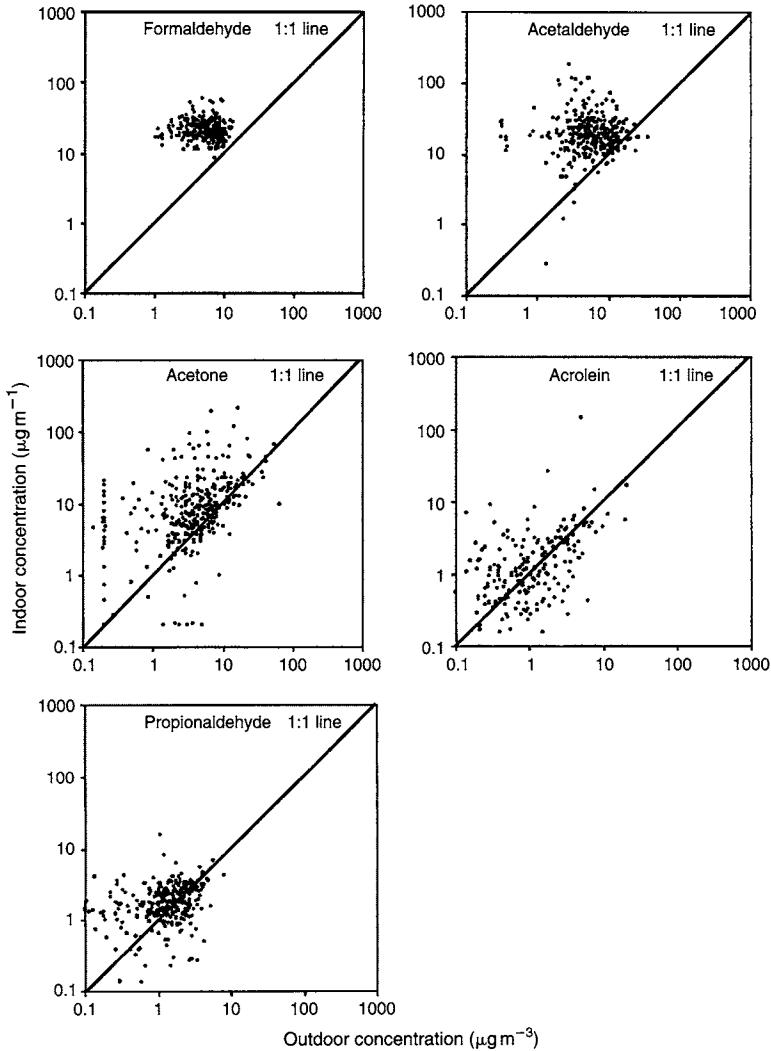 Formaldehyde 1:1 line
1000
100
10
1
0.1
0.1 1 10 100 1000
Acetaldehyde 1:1 line
1000
100
10
1
0.1
0.1 1 10 100 1000
Indoor concentration (μg m⁻¹)
Acetone 1:1 line
1000
100
10
1
0.1
0.1 1 10 100 1000
Acrolein 1:1 line
1000
100
10
1
0.1
0.1 1 10 100 1000
Propionaldehyde 1:1 line
1000
100
10
1
0.1
0.1 1 10 100 1000
Outdoor concentration (μg m⁻³)